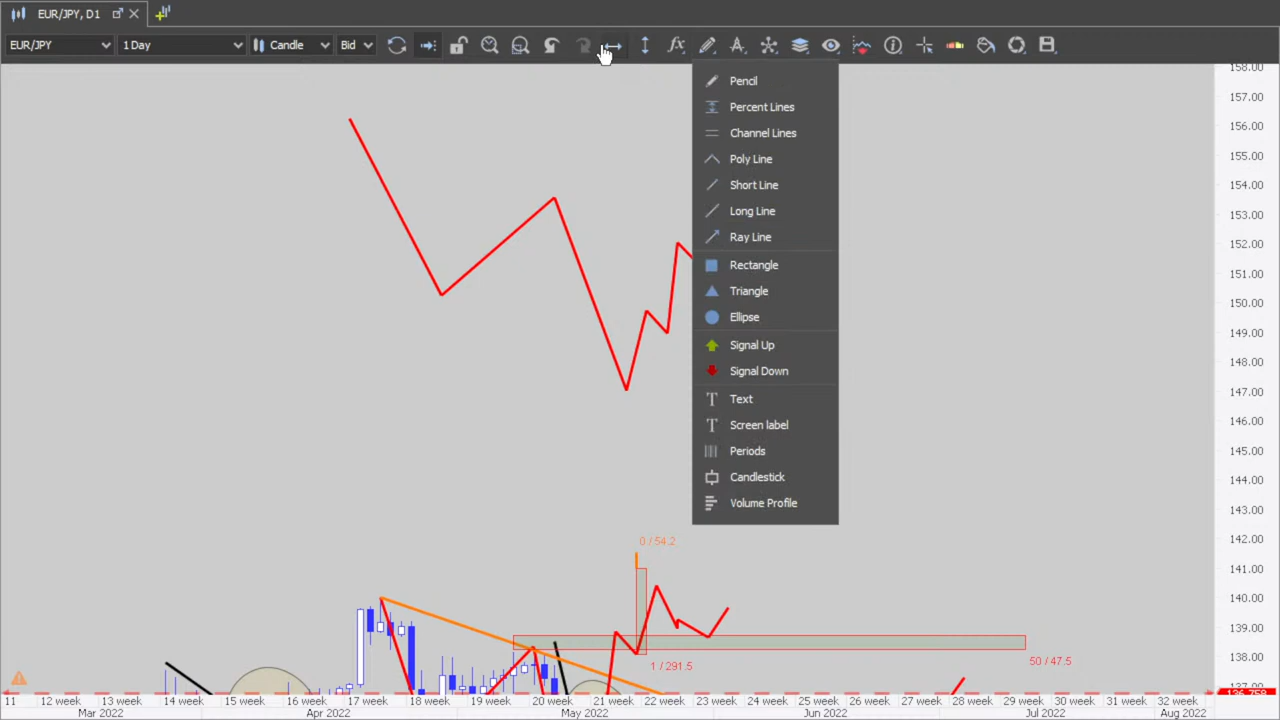 EUR/JPY, D1
EUR/JPY 1 Day Candle Bid
Pencil
Percent Lines
Channel Lines
Poly Line
Short Line
Long Line
Ray Line
Rectangle
Triangle
Ellipse
Signal Up
Signal Down
Text
Screen label
Periods
Candlestick
Volume Profile
158.00
157.00
156.00
155.00
154.00
153.00
152.00
151.00
150.00
149.00
148.00
147.00
146.00
145.00
144.00
143.00
142.00
141.00
140.00
139.00
138.00
137.00
136.758
0 / 54.2
1 / 291.5
50 / 47.5
11 12 week 13 week 14 week 15 week 16 week 17 week 18 week 19 week 20 week 21 week 22 week 23 week 24 week 25 week 26 week 27 week 28 week 29 week 30 week 31 week 32 week
Mar 2022 Apr 2022 May 2022 Jun 2022 Jul 2022 Aug 2022